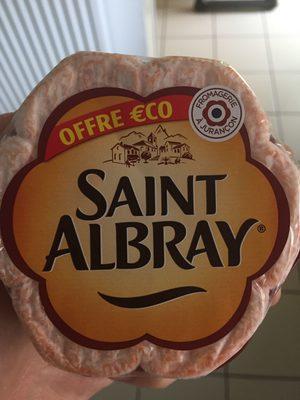 OFFRE €CO
FROMAGERIE
À JURANÇON
SAINT
ALBRAY®